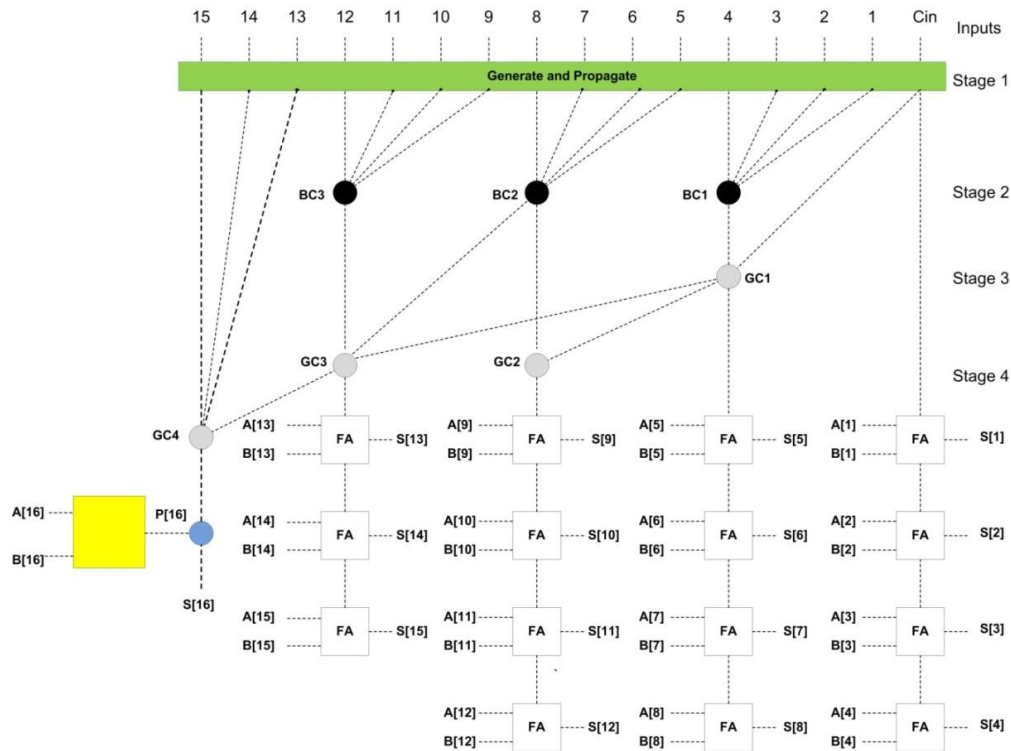 15 14 13 12 11 10 9 8 7 6 5 4 3 2 1 Cin
Inputs
Generate and Propagate
Stage 1
BC3 BC2 BC1
Stage 2
GC1
Stage 3
GC3 GC2
Stage 4
GC4
A[13] FA S[13] A[9] FA S[9] A[5] FA S[5] A[1] FA S[1]
B[13] B[9] B[5] B[1]
A[16] P[16] A[14] FA S[14] A[10] FA S[10] A[6] FA S[6] A[2] FA S[2]
B[16] B[14] B[10] B[6] B[2]
S[16]
A[15] FA S[15] A[11] FA S[11] A[7] FA S[7] A[3] FA S[3]
B[15] B[11] B[7] B[3]
A[12] FA S[12] A[8] FA S[8] A[4] FA S[4]
B[12] B[8] B[4]